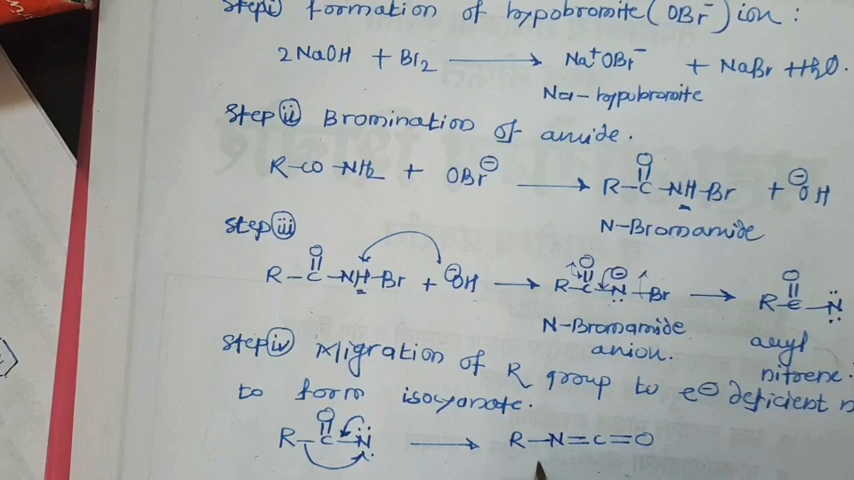 Step(i) formation of hypobromite (OBr⁻) ion :
2NaOH + Br₂ ⟶ Na⁺OBr⁻ + NaBr + H₂O.
Na-hypobromite
Step (ii) Bromination of amide.
R-CO-NH₂ + OBr⊖ ⟶ R-C(=O)-NH-Br + ⊖OH
N-Bromamide
Step (iii)
R-C(=O)-NH-Br + ⊖OH ⟶ R-C(=O)-N⊖-Br ⟶ R-C(=O)-N̈:
N-Bromamide anion.
acyl nitrene.
Step (iv) Migration of R group to e⊖ deficient
to form isocyanate.
R-C(=O)-N̈: ⟶ R-N=C=O